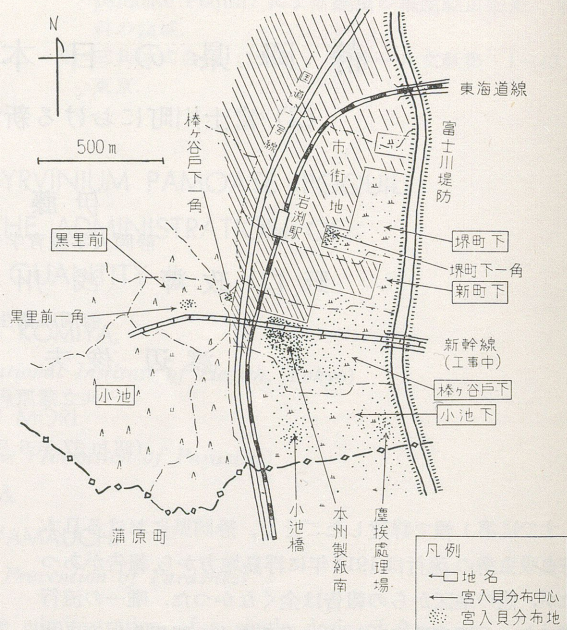 N
500m
東海道線
富士川堤防
国道
市街地
岩渕駅
棒ヶ谷戸下一角
黒里前
黒里前一角
小池
堺町下
堺町下一角
新町下
新幹線
(工事中)
棒ヶ谷戸下
小池下
蒲原町
小池橋
本州製紙南
塵挨處理場
凡例
地名
宮入貝分布中心
宮入貝分布地